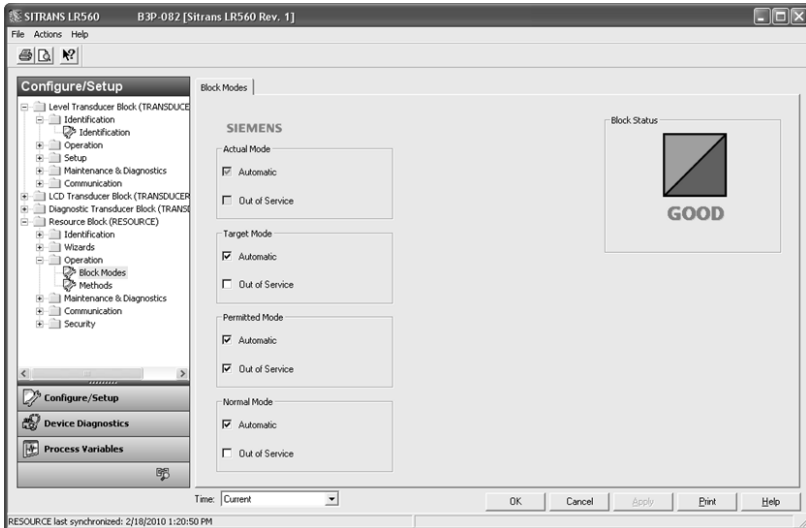 SITRANS LR560 B3P-082 [Sitrans LR560 Rev. 1]
File Actions Help
Configure/Setup
Level Transducer Block (TRANSDUCE
Identification
Identification
Operation
Setup
Maintenance & Diagnostics
Communication
LCD Transducer Block (TRANSDUCER
Diagnostic Transducer Block (TRANSD
Resource Block (RESOURCE)
Identification
Wizards
Operation
Block Modes
Methods
Maintenance & Diagnostics
Communication
Security
Configure/Setup
Device Diagnostics
Process Variables
Block Modes
SIEMENS
Actual Mode
Automatic
Out of Service
Target Mode
Automatic
Out of Service
Permitted Mode
Automatic
Out of Service
Normal Mode
Automatic
Out of Service
Block Status
GOOD
Time: Current
OK Cancel Apply Print Help
RESOURCE last synchronized: 2/18/2010 1:20:50 PM